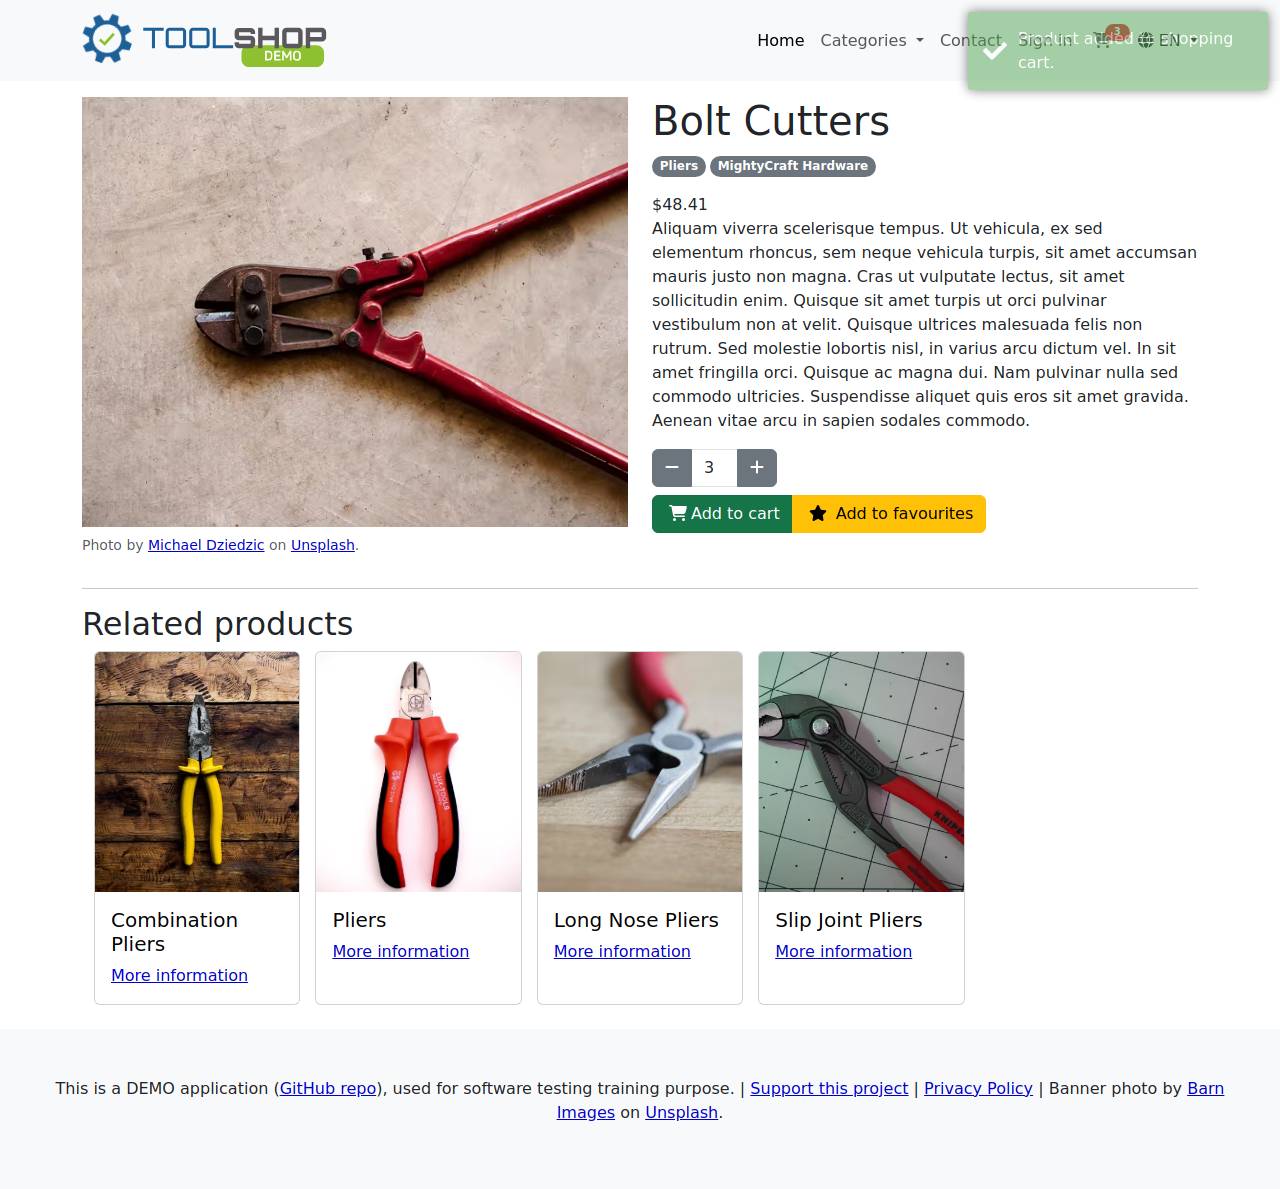 TOOLSHOP
DEMO
Home Categories Contact Sign in 3 EN
Product added to shopping
cart.
Bolt Cutters
Pliers MightyCraft Hardware
$48.41
Aliquam viverra scelerisque tempus. Ut vehicula, ex sed
elementum rhoncus, sem neque vehicula turpis, sit amet accumsan
mauris justo non magna. Cras ut vulputate lectus, sit amet
sollicitudin enim. Quisque sit amet turpis ut orci pulvinar
vestibulum non at velit. Quisque ultrices malesuada felis non
rutrum. Sed molestie lobortis nisl, in varius arcu dictum vel. In sit
amet fringilla orci. Quisque ac magna dui. Nam pulvinar nulla sed
commodo ultricies. Suspendisse aliquet quis eros sit amet gravida.
Aenean vitae arcu in sapien sodales commodo.
3
Add to cart Add to favourites
Photo by Michael Dziedzic on Unsplash.
Related products
Combination
Pliers
More information
Pliers
More information
Long Nose Pliers
More information
Slip Joint Pliers
More information
This is a DEMO application (GitHub repo), used for software testing training purpose. | Support this project | Privacy Policy | Banner photo by Barn
Images on Unsplash.